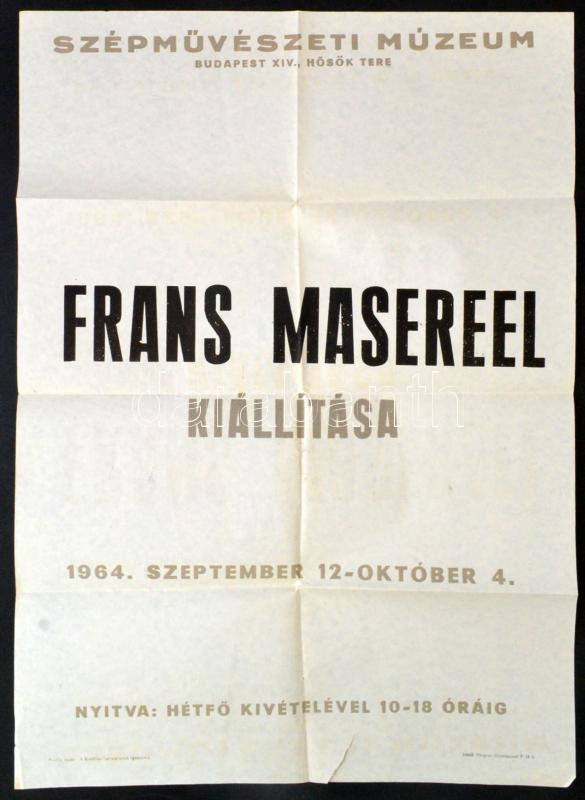 SZÉPMŰVÉSZETI MÚZEUM
BUDAPEST XIV., HŐSÖK TERE
FRANS MASEREEL
KIÁLLÍTÁSA
darabanth
1964. SZEPTEMBER 12–OKTÓBER 4.
NYITVA: HÉTFŐ KIVÉTELÉVEL 10–18 ÓRÁIG